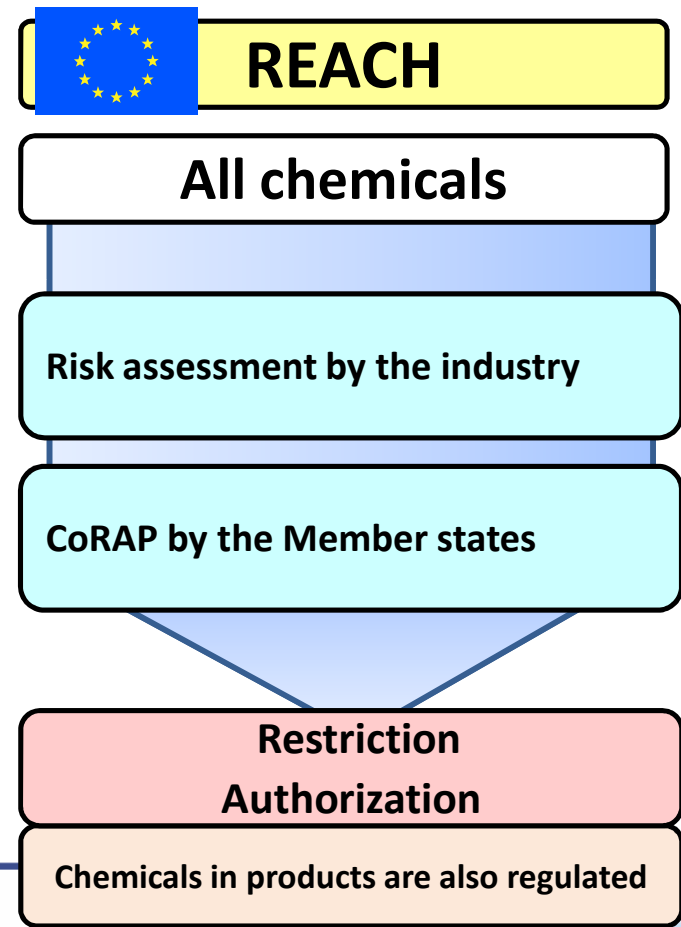 REACH
All chemicals
Risk assessment by the industry
CoRAP by the Member states
Restriction
Authorization
Chemicals in products are also regulated